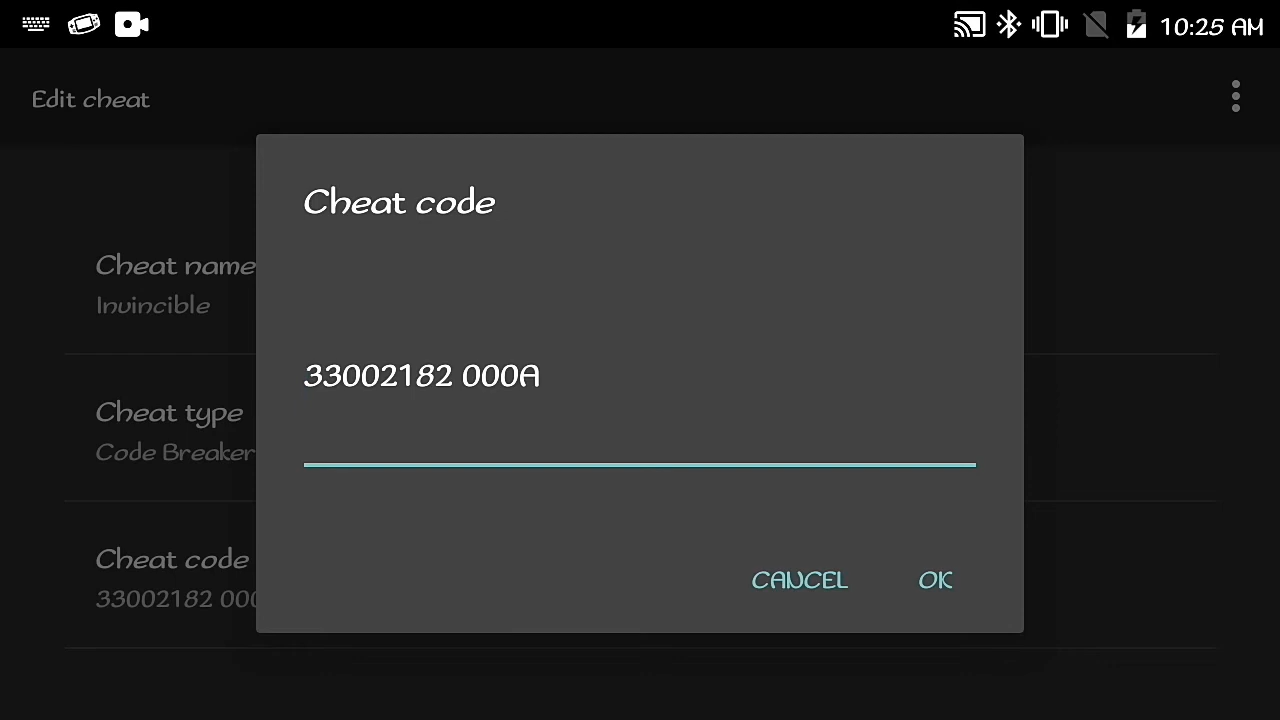 10:25 AM
Edit cheat
Cheat code
Cheat name
Invincible
33002182 000A
Cheat type
Code Breaker
CANCEL OK
Cheat code
33002182 000